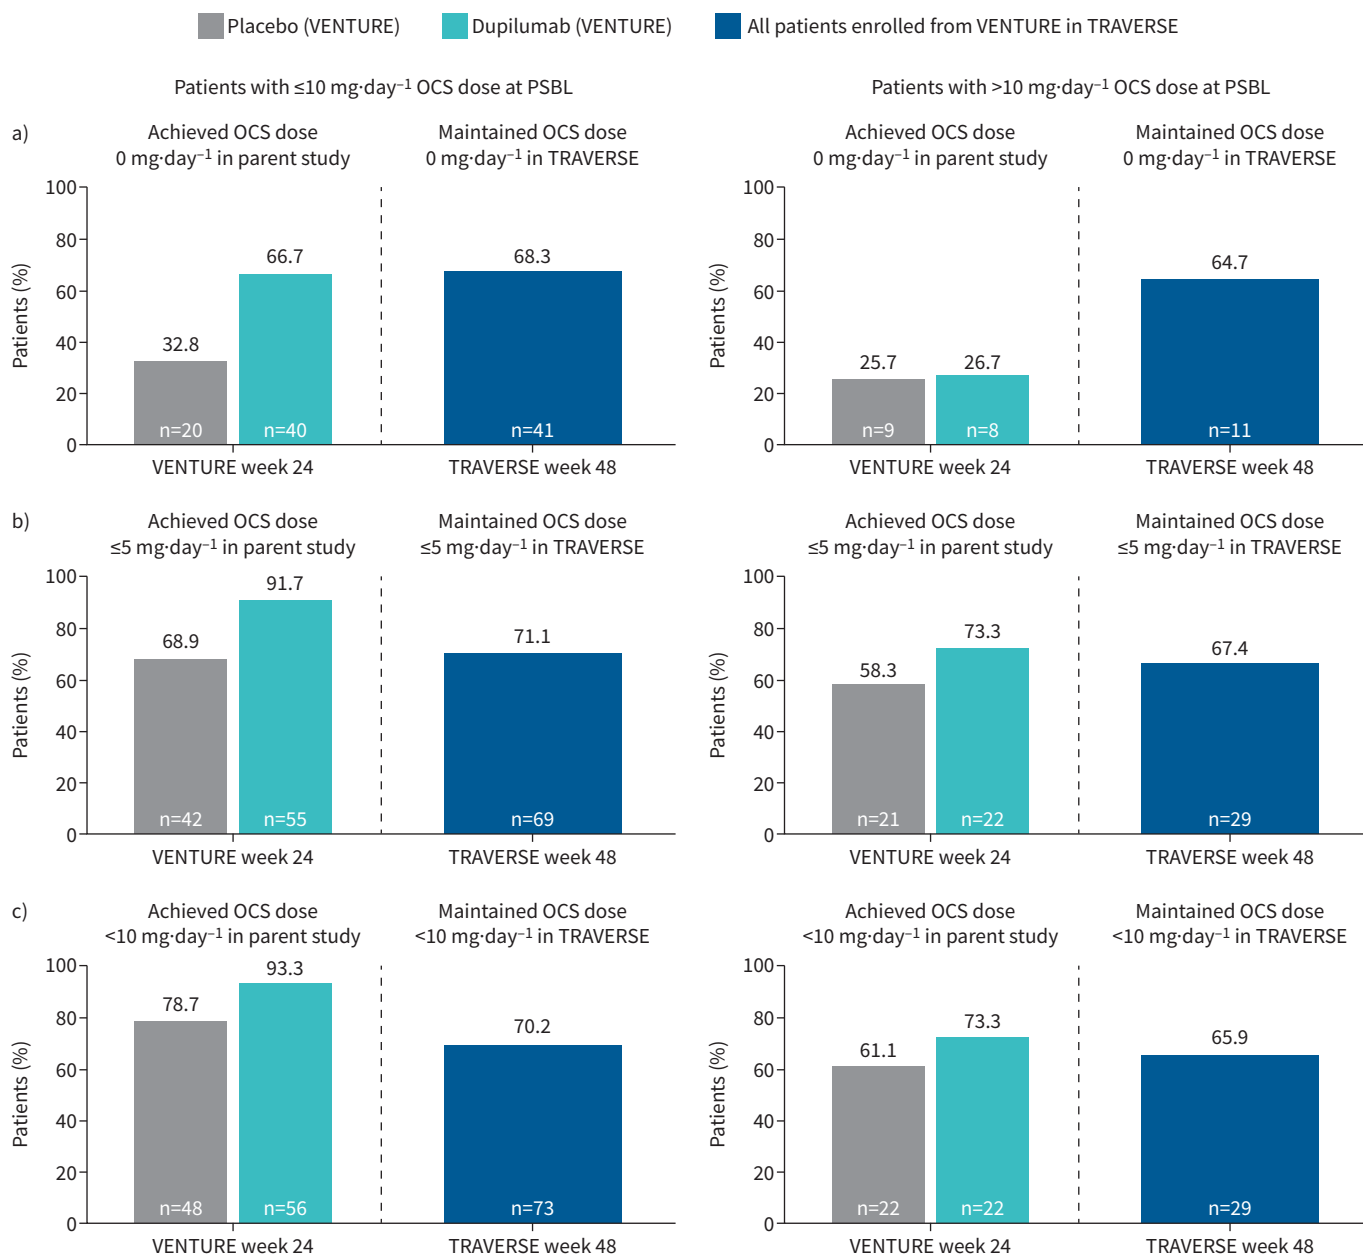 Placebo (VENTURE) Dupilumab (VENTURE) All patients enrolled from VENTURE in TRAVERSE
Patients with ≤10 mg·day⁻¹ OCS dose at PSBL
Patients with >10 mg·day⁻¹ OCS dose at PSBL
a)
Achieved OCS dose
0 mg·day⁻¹ in parent study
Maintained OCS dose
0 mg·day⁻¹ in TRAVERSE
Patients (%)
100
80
60
40
20
0
32.8
66.7
68.3
n=20
n=40
n=41
VENTURE week 24
TRAVERSE week 48
Achieved OCS dose
0 mg·day⁻¹ in parent study
Maintained OCS dose
0 mg·day⁻¹ in TRAVERSE
Patients (%)
100
80
60
40
20
0
25.7
26.7
64.7
n=9
n=8
n=11
VENTURE week 24
TRAVERSE week 48
b)
Achieved OCS dose
≤5 mg·day⁻¹ in parent study
Maintained OCS dose
≤5 mg·day⁻¹ in TRAVERSE
Patients (%)
100
80
60
40
20
0
68.9
91.7
71.1
n=42
n=55
n=69
VENTURE week 24
TRAVERSE week 48
Achieved OCS dose
≤5 mg·day⁻¹ in parent study
Maintained OCS dose
≤5 mg·day⁻¹ in TRAVERSE
Patients (%)
100
80
60
40
20
0
58.3
73.3
67.4
n=21
n=22
n=29
VENTURE week 24
TRAVERSE week 48
c)
Achieved OCS dose
<10 mg·day⁻¹ in parent study
Maintained OCS dose
<10 mg·day⁻¹ in TRAVERSE
Patients (%)
100
80
60
40
20
0
78.7
93.3
70.2
n=48
n=56
n=73
VENTURE week 24
TRAVERSE week 48
Achieved OCS dose
<10 mg·day⁻¹ in parent study
Maintained OCS dose
<10 mg·day⁻¹ in TRAVERSE
Patients (%)
100
80
60
40
20
0
61.1
73.3
65.9
n=22
n=22
n=29
VENTURE week 24
TRAVERSE week 48